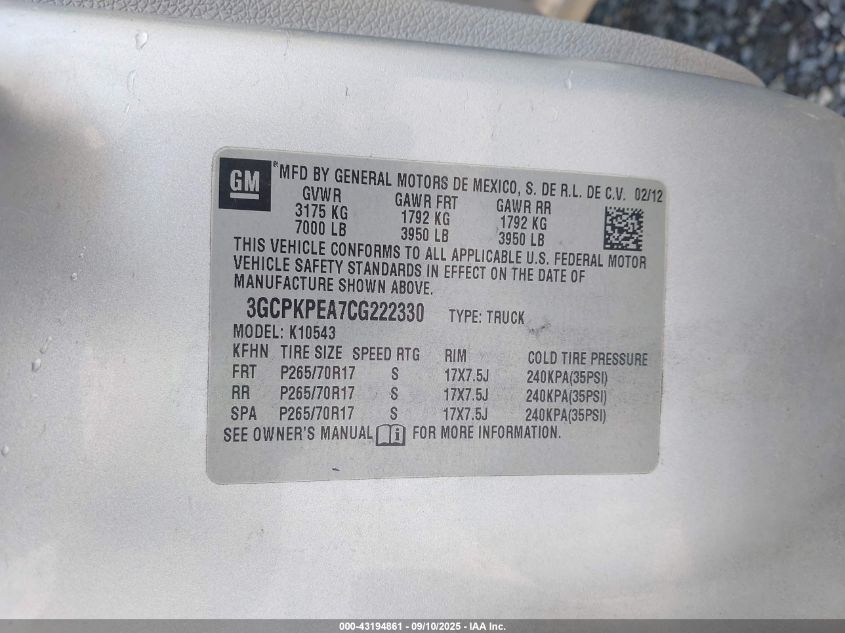 GM ® MFD BY GENERAL MOTORS DE MEXICO, S. DE R.L. DE C.V. 02/12
GVWR GAWR FRT GAWR RR
3175 KG 1792 KG 1792 KG
7000 LB 3950 LB 3950 LB
THIS VEHICLE CONFORMS TO ALL APPLICABLE U.S. FEDERAL MOTOR
VEHICLE SAFETY STANDARDS IN EFFECT ON THE DATE OF
MANUFACTURE SHOWN ABOVE.
3GCPKPEA7CG222330 TYPE: TRUCK
MODEL: K10543
KFHN TIRE SIZE SPEED RTG RIM COLD TIRE PRESSURE
FRT P265/70R17 S 17X7.5J 240KPA(35PSI)
RR P265/70R17 S 17X7.5J 240KPA(35PSI)
SPA P265/70R17 S 17X7.5J 240KPA(35PSI)
SEE OWNER'S MANUAL i FOR MORE INFORMATION.
000-43194861 - 09/10/2025 - IAA Inc.